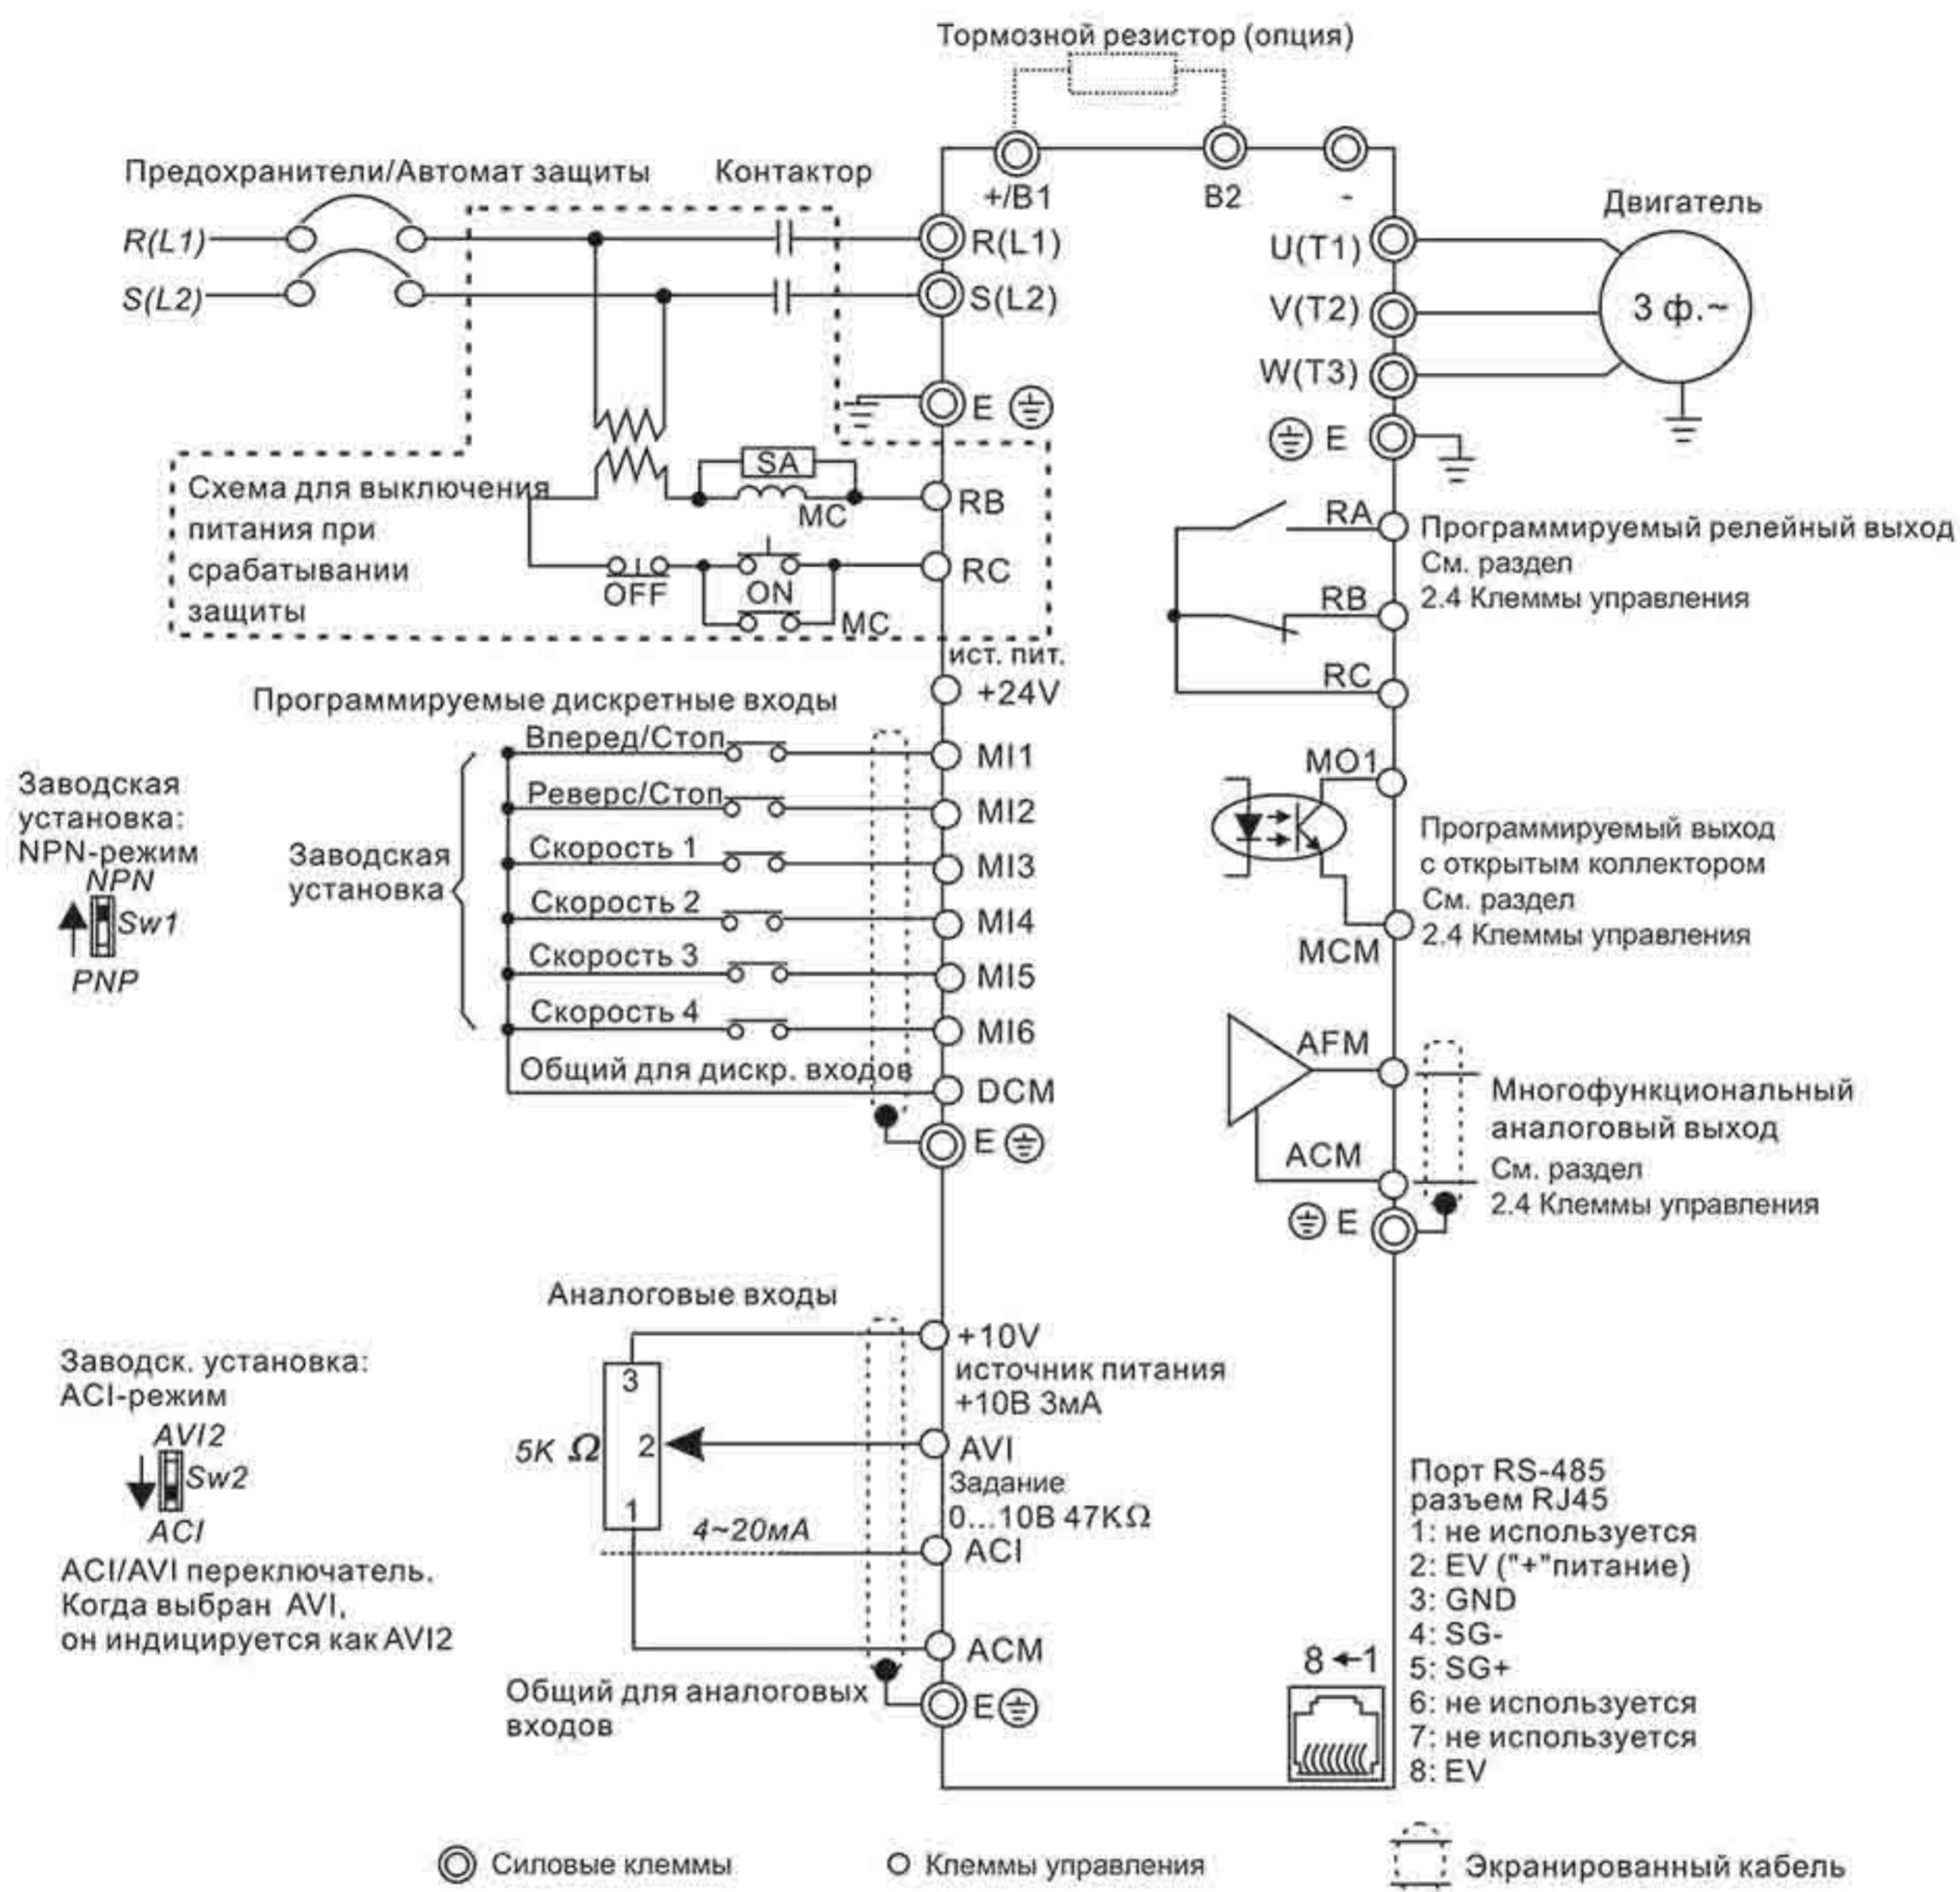 Тормозной резистор (опция)
Предохранители/Автомат защиты
Контактор
+/B1
B2
-
Двигатель
R(L1)
R(L1)
U(T1)
S(L2)
S(L2)
V(T2)
3 ф.~
W(T3)
E
E
SA
Схема для выключения
питания при
срабатывании
защиты
MC
RB
OFF
ON
RC
MC
RA
Программируемый релейный выход
См. раздел
2.4 Клеммы управления
RB
RC
ист. пит.
+24V
Программируемые дискретные входы
Вперед/Стоп
MI1
Реверс/Стоп
MI2
Скорость 1
MI3
Скорость 2
MI4
Скорость 3
MI5
Скорость 4
MI6
Общий для дискр. входов
DCM
E
Заводская
установка
Заводская
установка:
NPN-режим
NPN
Sw1
PNP
MO1
Программируемый выход
с открытым коллектором
См. раздел
2.4 Клеммы управления
MCM
AFM
Многофункциональный
аналоговый выход
ACM
См. раздел
2.4 Клеммы управления
E
Аналоговые входы
+10V
источник питания
+10В 3мА
3
5K Ω
2
AVI
Задание
0...10В 47KΩ
1
4~20мА
ACI
ACM
Общий для аналоговых
входов
E
Заводск. установка:
ACI-режим
AVI2
Sw2
ACI
ACI/AVI переключатель.
Когда выбран AVI,
он индицируется как AVI2
Порт RS-485
разъем RJ45
1: не используется
2: EV ("+"питание)
3: GND
4: SG-
5: SG+
6: не используется
7: не используется
8: EV
8←1
Силовые клеммы
Клеммы управления
Экранированный кабель